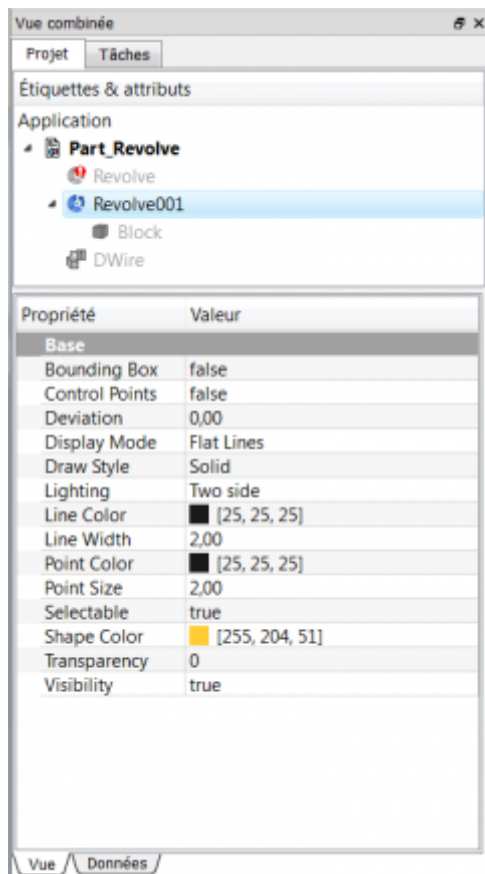 Vue combinée
Projet Tâches
Étiquettes & attributs
Application
Part_Revolve
Revolve
Revolve001
Block
DWire
Propriété Valeur
Base
Bounding Box false
Control Points false
Deviation 0,00
Display Mode Flat Lines
Draw Style Solid
Lighting Two side
Line Color [25, 25, 25]
Line Width 2,00
Point Color [25, 25, 25]
Point Size 2,00
Selectable true
Shape Color [255, 204, 51]
Transparency 0
Visibility true
Vue Données